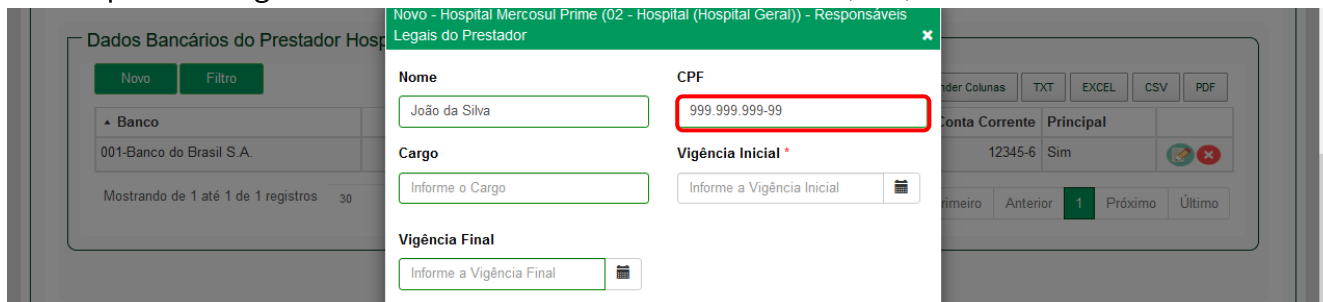 Novo - Hospital Mercosul Prime (02 - Hospital (Hospital Geral)) - Responsáveis
Legais do Prestador
Dados Bancários do Prestador
Novo Filtro
Nome CPF
Colunas TXT EXCEL CSV PDF
João da Silva 999.999.999-99
Banco Conta Corrente Principal
001-Banco do Brasil S.A. 12345-6 Sim
Cargo Vigência Inicial *
Informe o Cargo Informe a Vigência Inicial
Mostrando de 1 até 1 de 1 registros 30 Anterior 1 Próximo Último
Vigência Final
Informe a Vigência Final